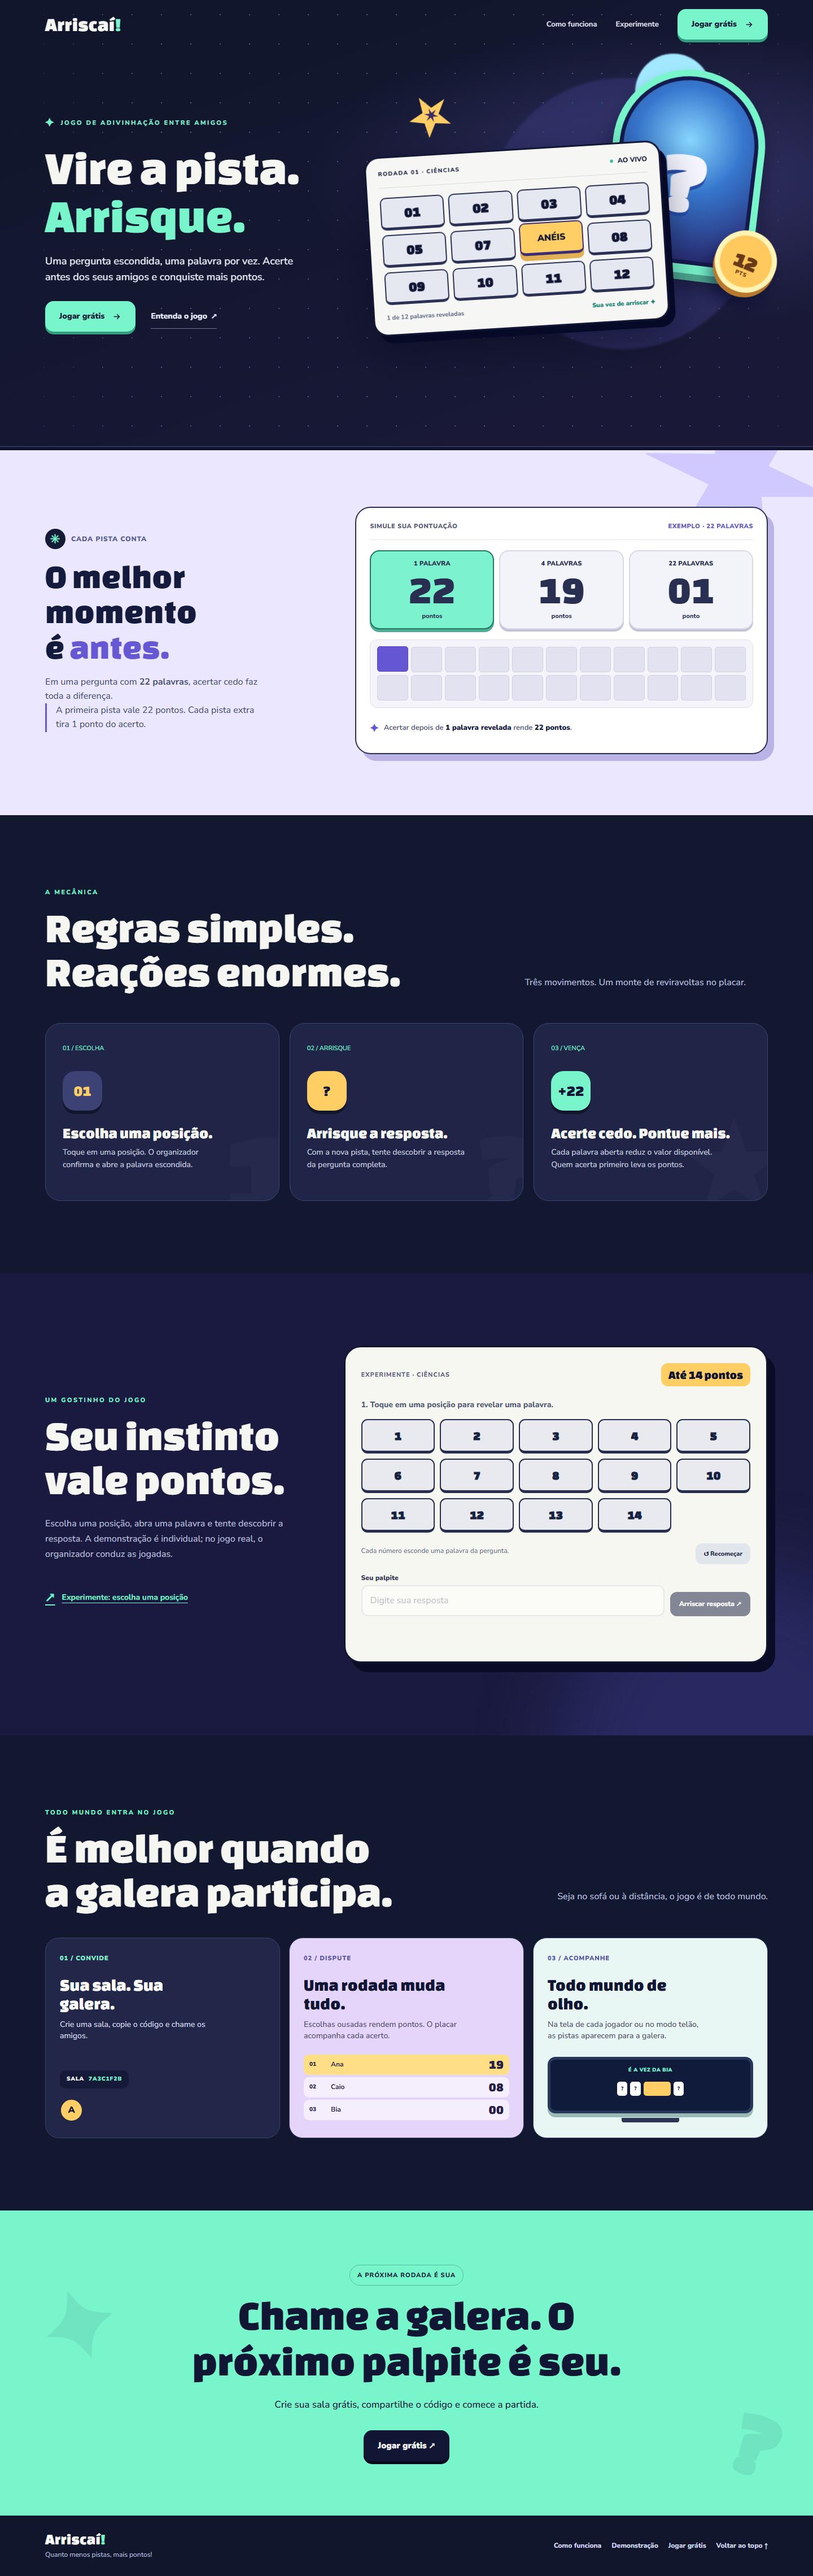 Arriscaí!
Como funciona
Experimente
Jogar grátis →
✦ JOGO DE ADIVINHAÇÃO ENTRE AMIGOS
Vire a pista.
Arrisque.
Uma pergunta escondida, uma palavra por vez. Acerte
antes dos seus amigos e conquiste mais pontos.
Jogar grátis →
Entenda o jogo ↗
RODADA 01 · CIÊNCIAS
AO VIVO
01
02
03
04
05
07
ANÉIS
08
09
10
11
12
1 de 12 palavras reveladas
Sua vez de arriscar ✦
?
12
PTS
CADA PISTA CONTA
O melhor
momento
é antes.
Em uma pergunta com 22 palavras, acertar cedo faz
toda a diferença.
A primeira pista vale 22 pontos. Cada pista extra
tira 1 ponto do acerto.
SIMULE SUA PONTUAÇÃO
EXEMPLO · 22 PALAVRAS
1 PALAVRA
22
pontos
4 PALAVRAS
19
pontos
22 PALAVRAS
01
ponto
✦ Acertar depois de 1 palavra revelada rende 22 pontos.
A MECÂNICA
Regras simples.
Reações enormes.
Três movimentos. Um monte de reviravoltas no placar.
01 / ESCOLHA
01
Escolha uma posição.
Toque em uma posição. O organizador
confirma e abre a palavra escondida.
02 / ARRISQUE
?
Arrisque a resposta.
Com a nova pista, tente descobrir a resposta
da pergunta completa.
03 / VENÇA
+22
Acerte cedo. Pontue mais.
Cada palavra aberta reduz o valor disponível.
Quem acerta primeiro leva os pontos.
UM GOSTINHO DO JOGO
Seu instinto
vale pontos.
Escolha uma posição, abra uma palavra e tente descobrir a
resposta. A demonstração é individual; no jogo real, o
organizador conduz as jogadas.
↗ Experimente: escolha uma posição
EXPERIMENTE · CIÊNCIAS
Até 14 pontos
1. Toque em uma posição para revelar uma palavra.
1
2
3
4
5
6
7
8
9
10
11
12
13
14
Cada número esconde uma palavra da pergunta.
↺ Recomeçar
Seu palpite
Digite sua resposta
Arriscar resposta ↗
TODO MUNDO ENTRA NO JOGO
É melhor quando
a galera participa.
Seja no sofá ou à distância, o jogo é de todo mundo.
01 / CONVIDE
Sua sala. Sua
galera.
Crie uma sala, copie o código e chame os
amigos.
SALA 7A3C1F2B
A
02 / DISPUTE
Uma rodada muda
tudo.
Escolhas ousadas rendem pontos. O placar
acompanha cada acerto.
01 Ana 19
02 Caio 08
03 Bia 00
03 / ACOMPANHE
Todo mundo de
olho.
Na tela de cada jogador ou no modo telão,
as pistas aparecem para a galera.
É A VEZ DA BIA
? ? ?
A PRÓXIMA RODADA É SUA
Chame a galera. O
próximo palpite é seu.
Crie sua sala grátis, compartilhe o código e comece a partida.
Jogar grátis ↗
?
Arriscaí!
Quanto menos pistas, mais pontos!
Como funciona
Demonstração
Jogar grátis
Voltar ao topo ↑